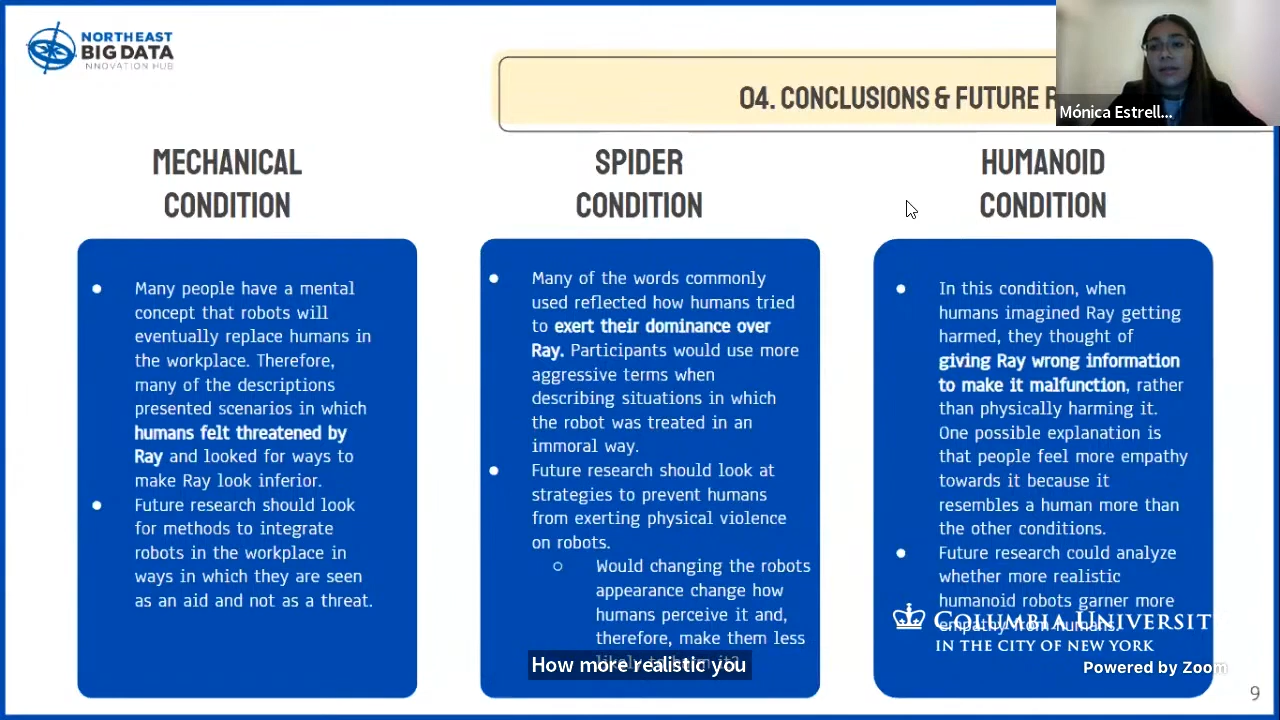 NORTHEAST
BIG DATA
INNOVATION HUB
04. CONCLUSIONS & FUTURE R
Mónica Estrell...
MECHANICAL
CONDITION
Many people have a mental
concept that robots will
eventually replace humans in
the workplace. Therefore,
many of the descriptions
presented scenarios in which
humans felt threatened by
Ray and looked for ways to
make Ray look inferior.
Future research should look
for methods to integrate
robots in the workplace in
ways in which they are seen
as an aid and not as a threat.
SPIDER
CONDITION
Many of the words commonly
used reflected how humans tried
to exert their dominance over
Ray. Participants would use more
aggressive terms when
describing situations in which
the robot was treated in an
immoral way.
Future research should look at
strategies to prevent humans
from exerting physical violence
on robots.
Would changing the robots
appearance change how
humans perceive it and,
therefore, make them less
How more realistic you
HUMANOID
CONDITION
In this condition, when
humans imagined Ray getting
harmed, they thought of
giving Ray wrong information
to make it malfunction, rather
than physically harming it.
One possible explanation is
that people feel more empathy
towards it because it
resembles a human more than
the other conditions.
Future research could analyze
whether more realistic
humanoid robots garner more
empathy from humans.
COLUMBIA UNIVERSIT
IN THE CITY OF NEW YORK
Powered by Zoom
9